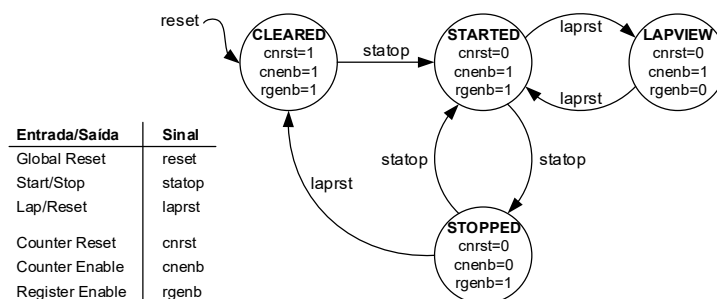 reset
CLEARED
cnrst=1
cnenb=1
rgenb=1
statop
STARTED
cnrst=0
cnenb=1
rgenb=1
laprst
LAPVIEW
cnrst=0
cnenb=1
rgenb=0
laprst
statop
statop
laprst
STOPPED
cnrst=0
cnenb=0
rgenb=1
Entrada/Saída Sinal
Global Reset reset
Start/Stop statop
Lap/Reset laprst
Counter Reset cnrst
Counter Enable cnenb
Register Enable rgenb